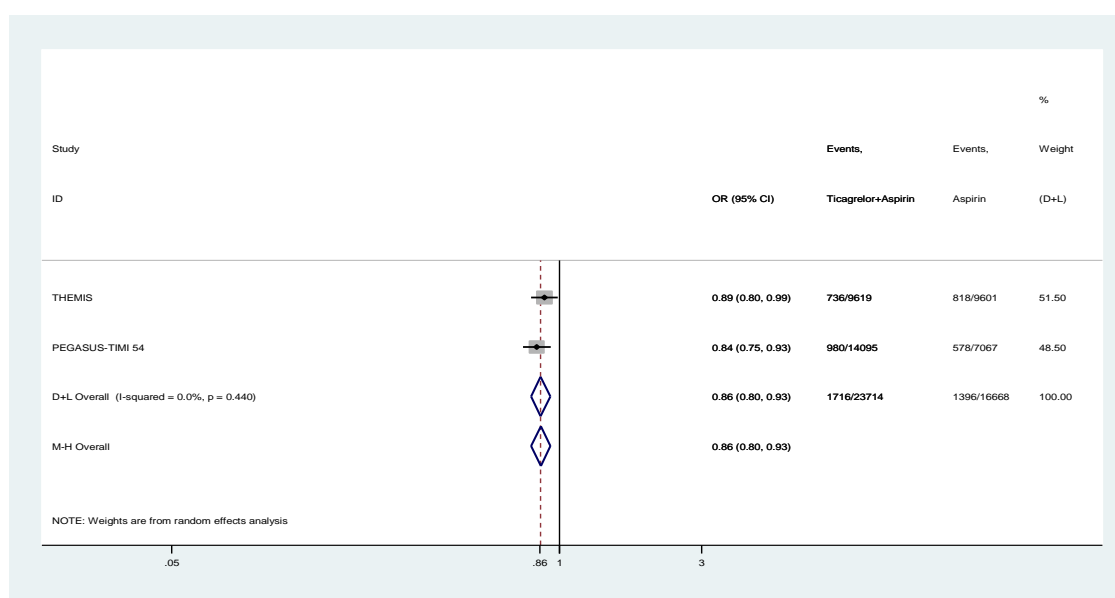 %
Study Events, Events, Weight
ID OR (95% CI) Ticagrelor+Aspirin Aspirin (D+L)
THEMIS 0.89 (0.80, 0.99) 736/9619 818/9601 51.50
PEGASUS-TIMI 54 0.84 (0.75, 0.93) 980/14095 578/7067 48.50
D+L Overall (I-squared = 0.0%, p = 0.440) 0.86 (0.80, 0.93) 1716/23714 1396/16668 100.00
M-H Overall 0.86 (0.80, 0.93)
NOTE: Weights are from random effects analysis
.05 .86 1 3